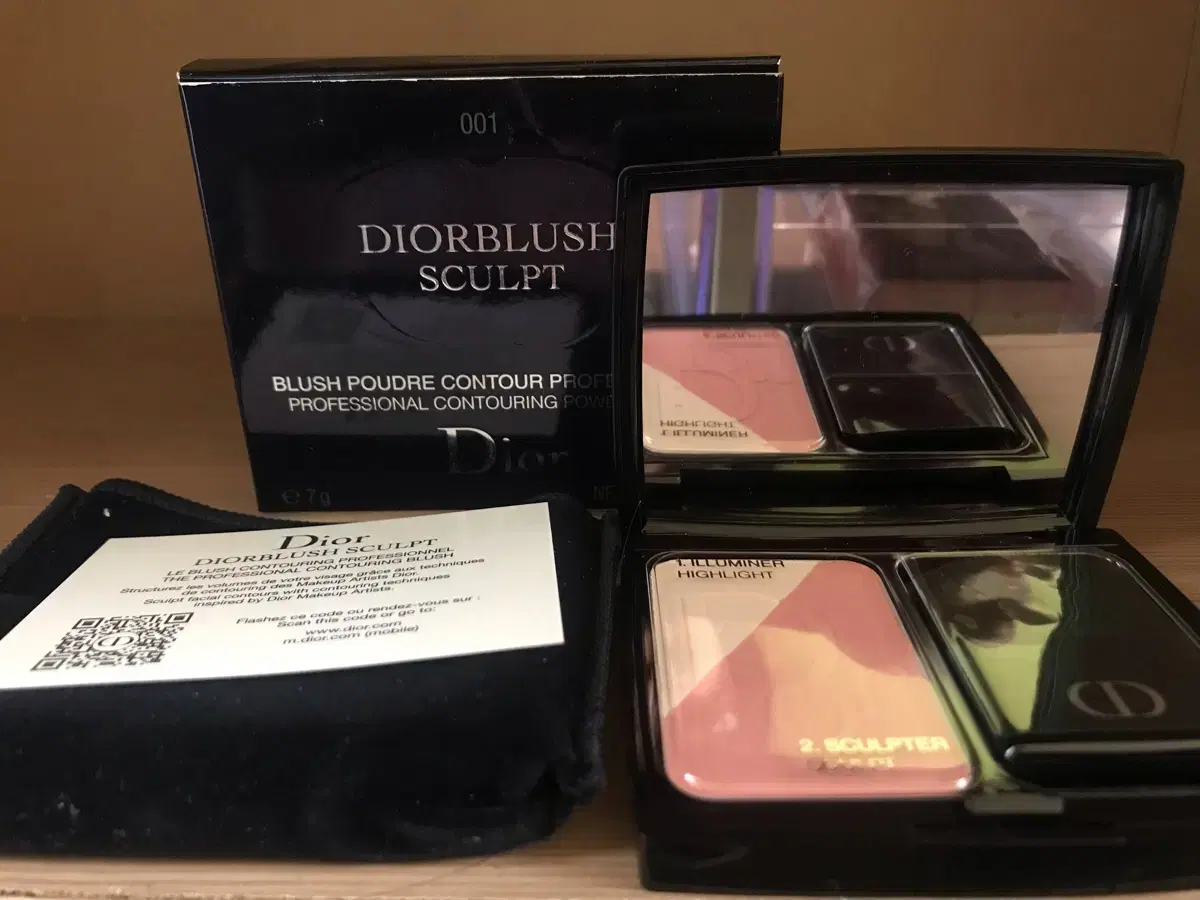 001
DIORBLUSH
SCULPT
BLUSH POUDRE CONTOUR
PROFESSIONAL CONTOURING
Dior
e 7g
Dior
DIORBLUSH SCULPT
LE BLUSH CONTOURING PROFESSIONNEL
THE PROFESSIONAL CONTOURING BLUSH
Structurez les volumes de votre visage grâce aux techniques
de contouring des Makeup Artists Dior.
Sculpt facial contours with contouring techniques
inspired by Dior Makeup Artists.
Flashez ce code ou rendez-vous sur :
Scan this code or go to:
www.dior.com
m.dior.com (mobile)
1. ILLUMINER
HIGHLIGHT
2. SCULPTER
CD